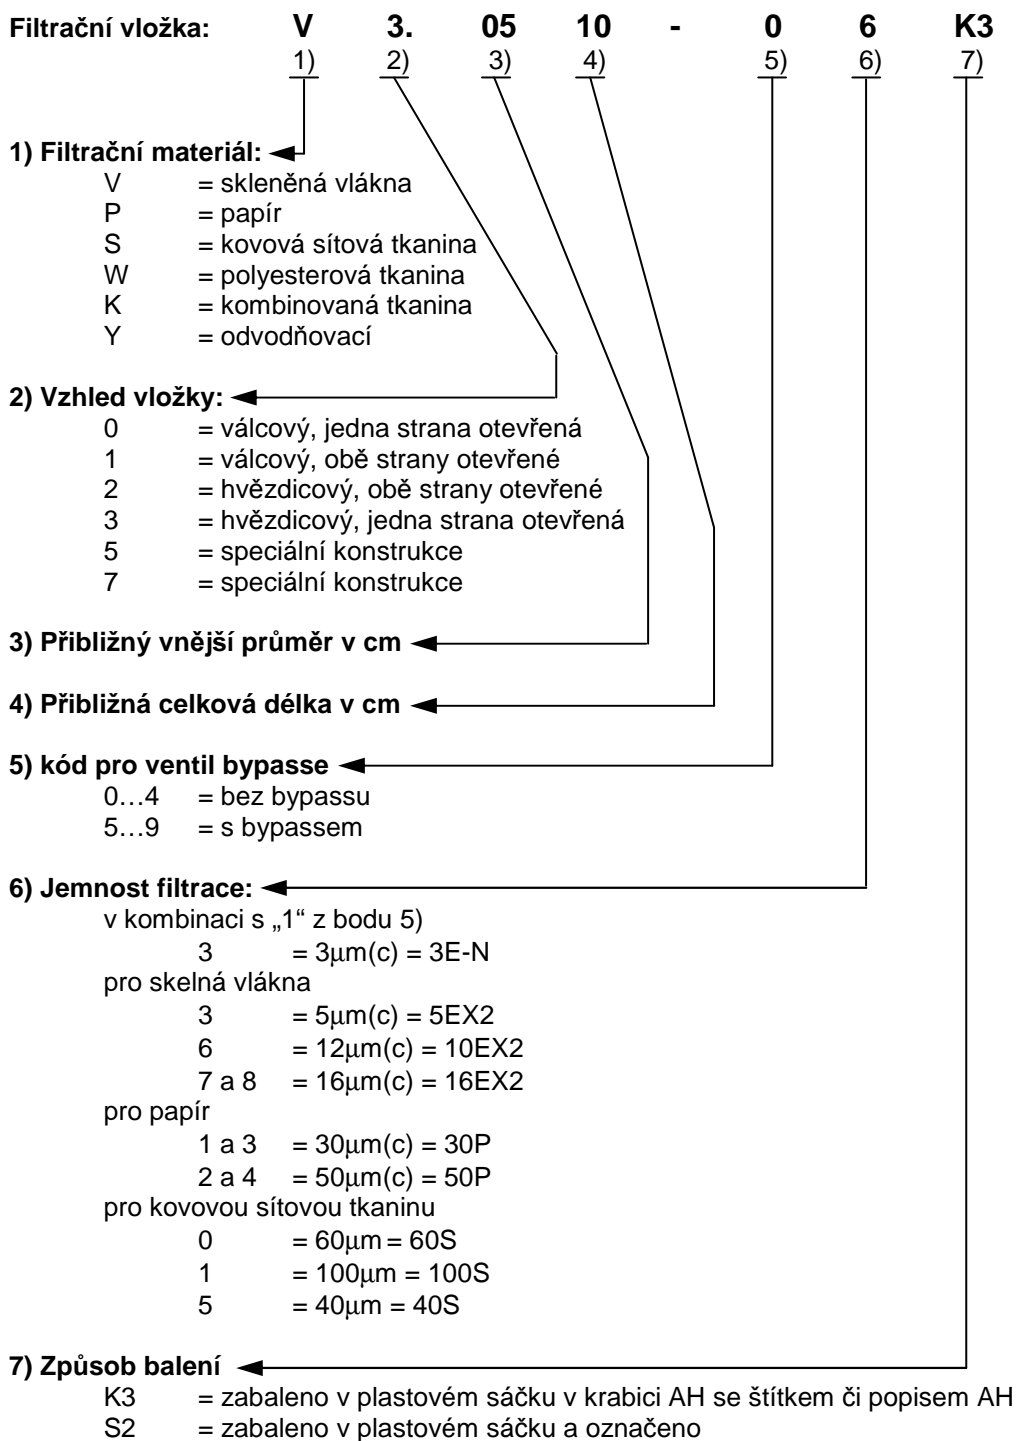 Filtrační vložka: V 3. 05 10 - 0 6 K3
1) 2) 3) 4) 5) 6) 7)
1) Filtrační materiál:
V = skleněná vlákna
P = papír
S = kovová sítová tkanina
W = polyesterová tkanina
K = kombinovaná tkanina
Y = odvodňovací
2) Vzhled vložky:
0 = válcový, jedna strana otevřená
1 = válcový, obě strany otevřené
2 = hvězdicový, obě strany otevřené
3 = hvězdicový, jedna strana otevřená
5 = speciální konstrukce
7 = speciální konstrukce
3) Přibližný vnější průměr v cm
4) Přibližná celková délka v cm
5) kód pro ventil bypasse
0…4 = bez bypassu
5…9 = s bypassem
6) Jemnost filtrace:
v kombinaci s „1“ z bodu 5)
3 = 3μm(c) = 3E-N
pro skelná vlákna
3 = 5μm(c) = 5EX2
6 = 12μm(c) = 10EX2
7 a 8 = 16μm(c) = 16EX2
pro papír
1 a 3 = 30μm(c) = 30P
2 a 4 = 50μm(c) = 50P
pro kovovou sítovou tkaninu
0 = 60μm = 60S
1 = 100μm = 100S
5 = 40μm = 40S
7) Způsob balení
K3 = zabaleno v plastovém sáčku v krabici AH se štítkem či popisem AH
S2 = zabaleno v plastovém sáčku a označeno